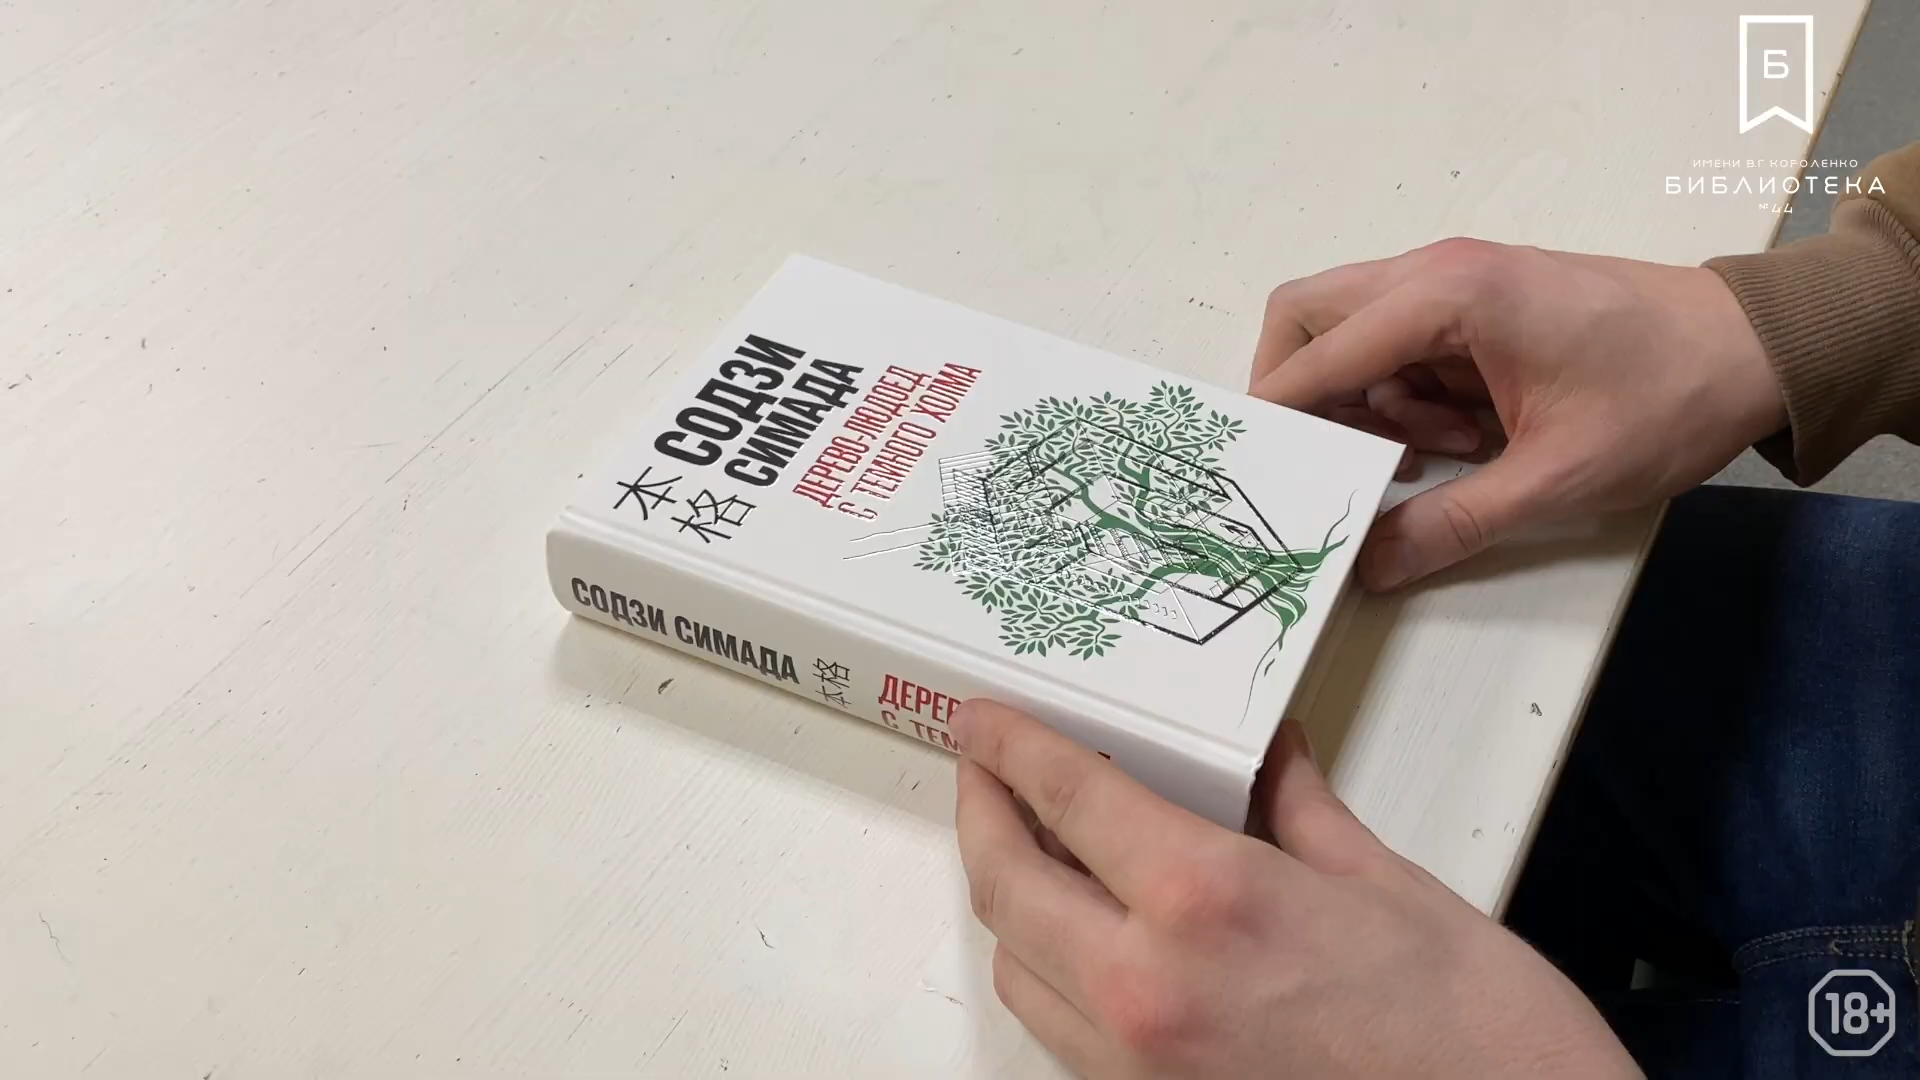 Б
ИМЕНИ В.Г КОРОЛЕНКО
БИБЛИОТЕКА
№44
СОДЗИ
СИМАДА
ДЕРЕВО-ЛЮДОЕД
С ТЕМНОГО ХОЛМА
本格
СОДЗИ СИМАДА
本格
18+